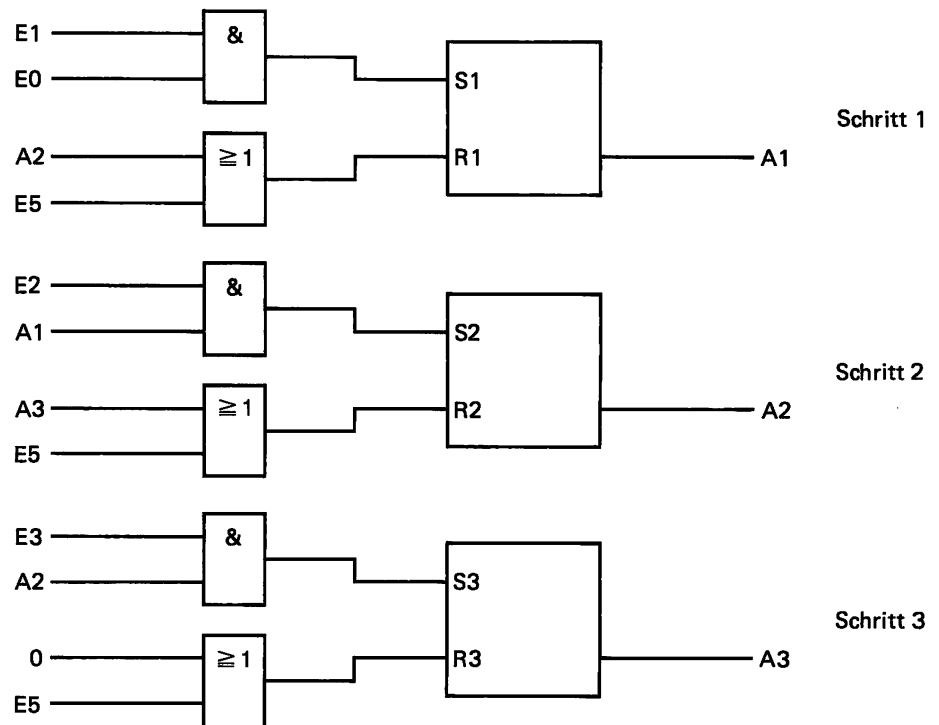 E1
&
E0
S1
Schritt 1
A2
≧ 1
R1
A1
E5
E2
&
A1
S2
Schritt 2
A3
≧ 1
R2
A2
E5
E3
&
A2
S3
Schritt 3
0
≧ 1
R3
A3
E5